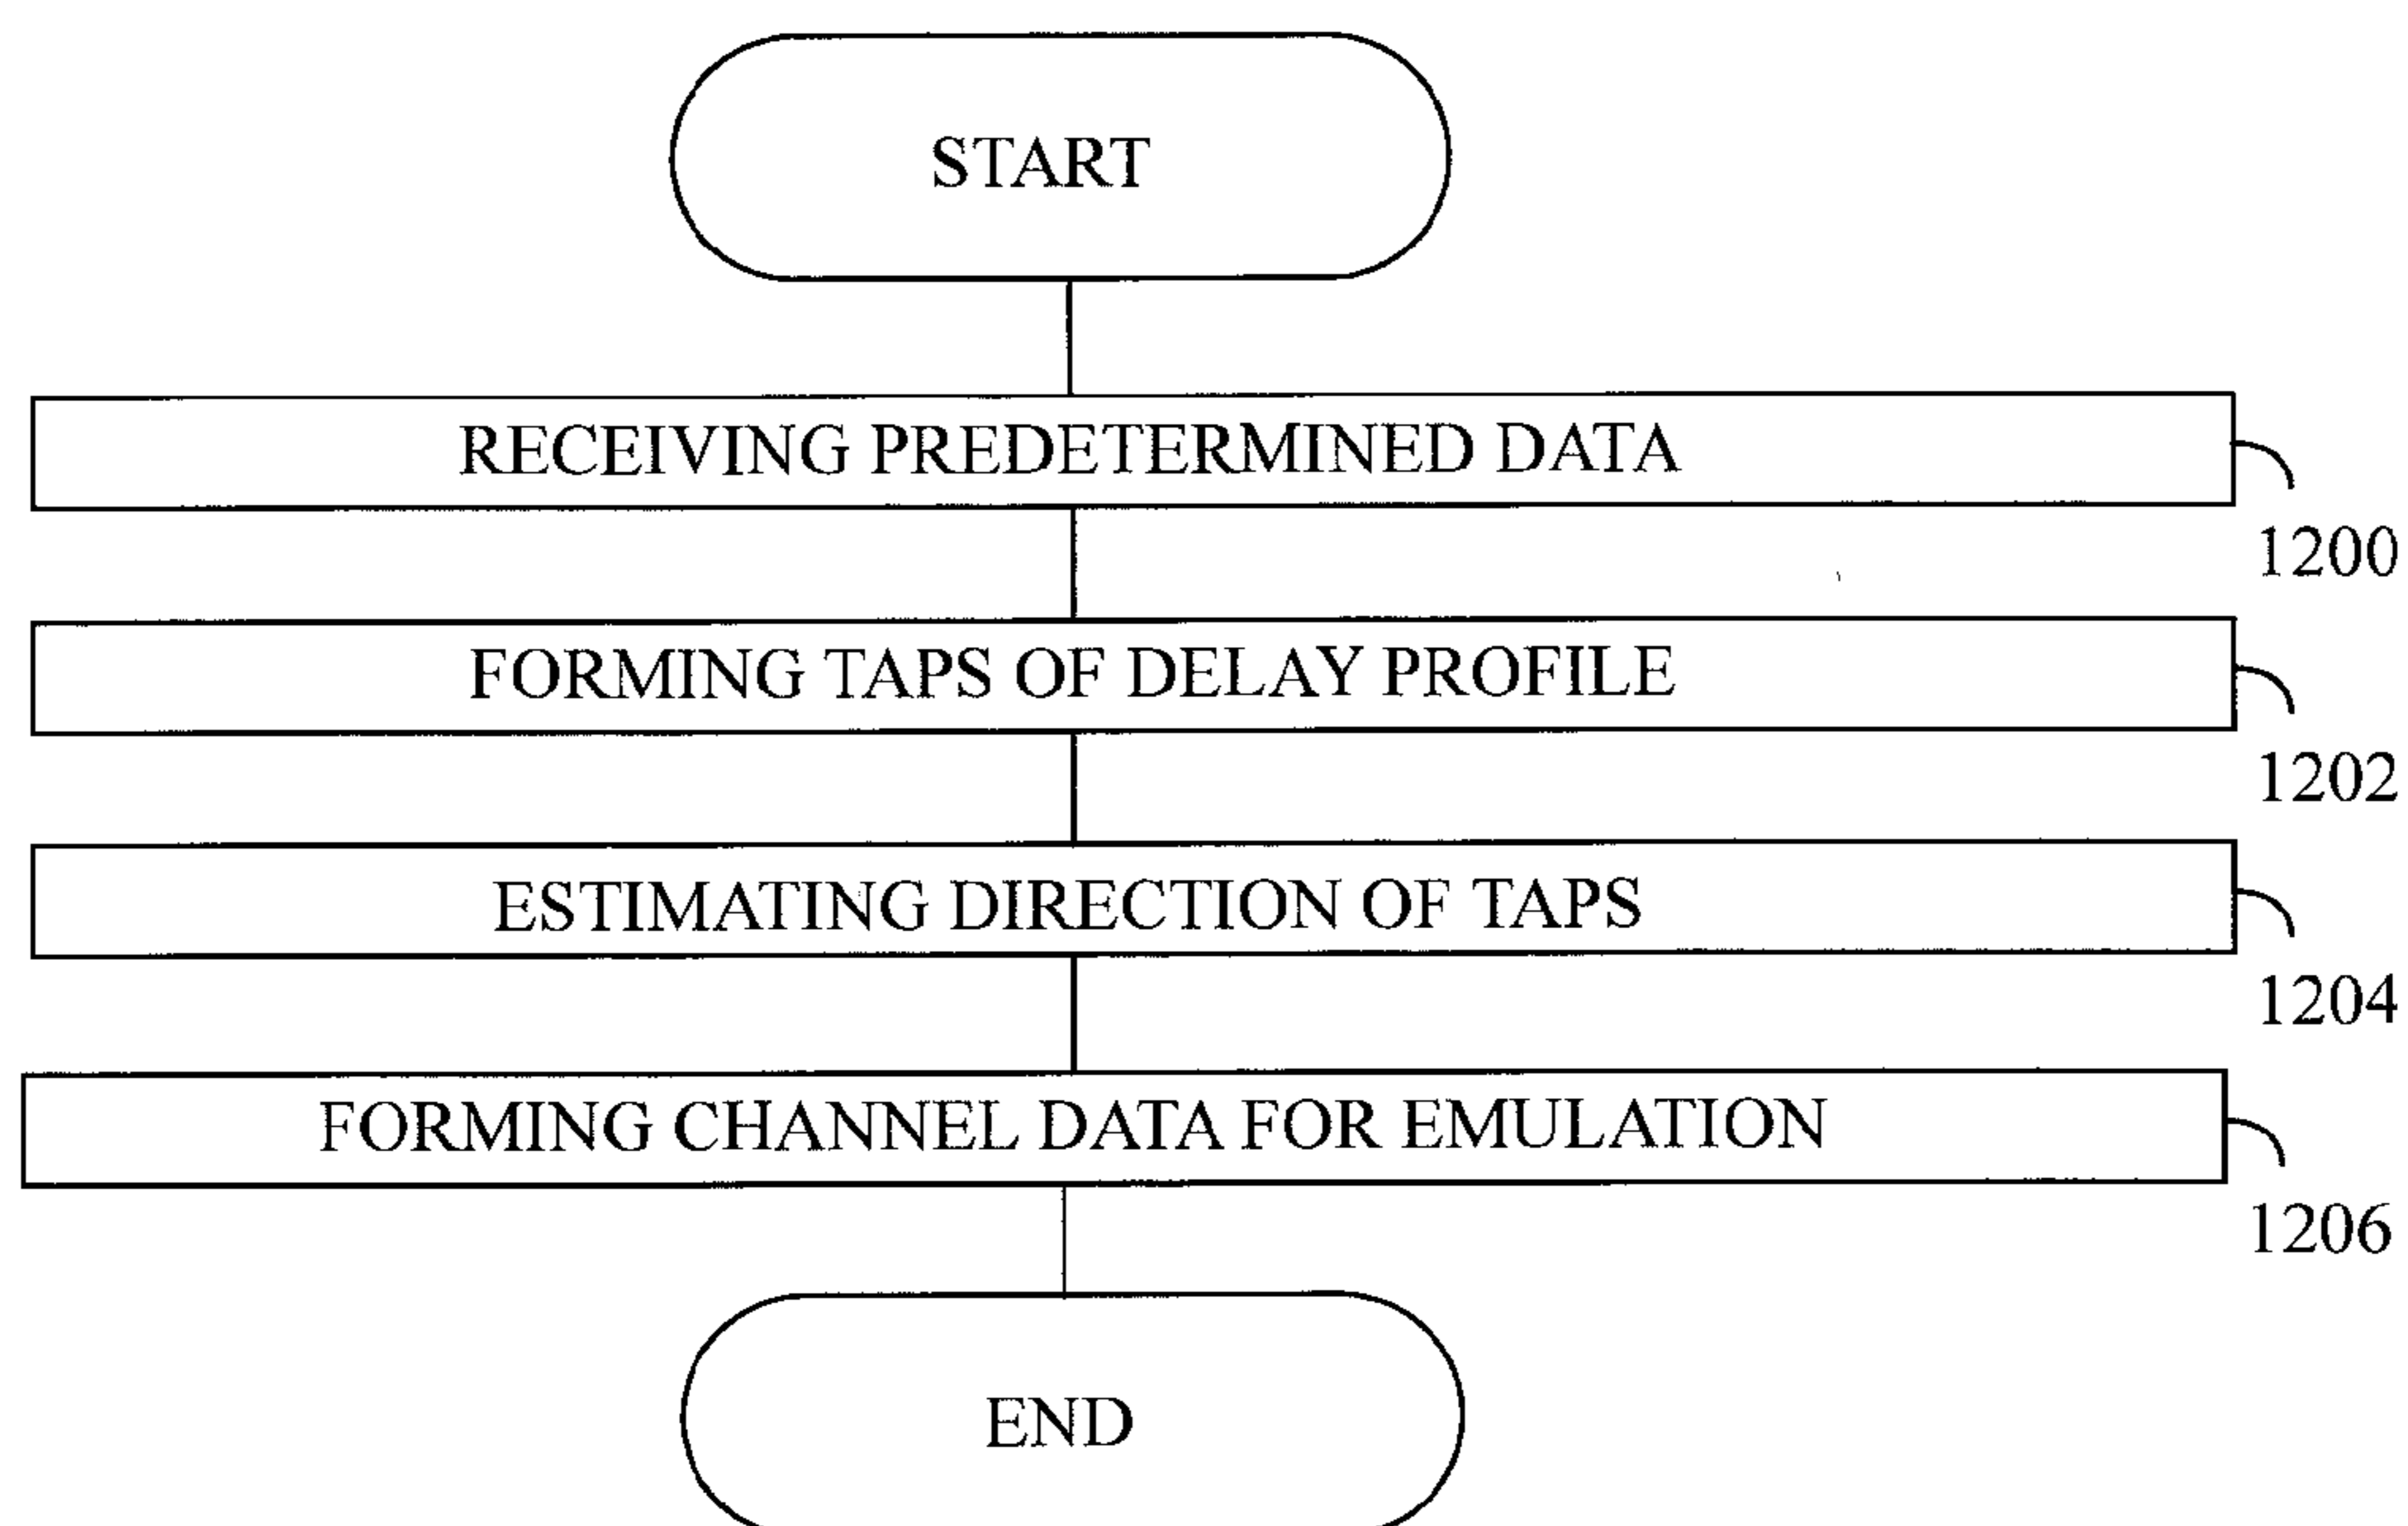 START
RECEIVING PREDETERMINED DATA
1200
FORMING TAPS OF DELAY PROFILE
1202
ESTIMATING DIRECTION OF TAPS
1204
FORMING CHANNEL DATA FOR EMULATION
1206
END